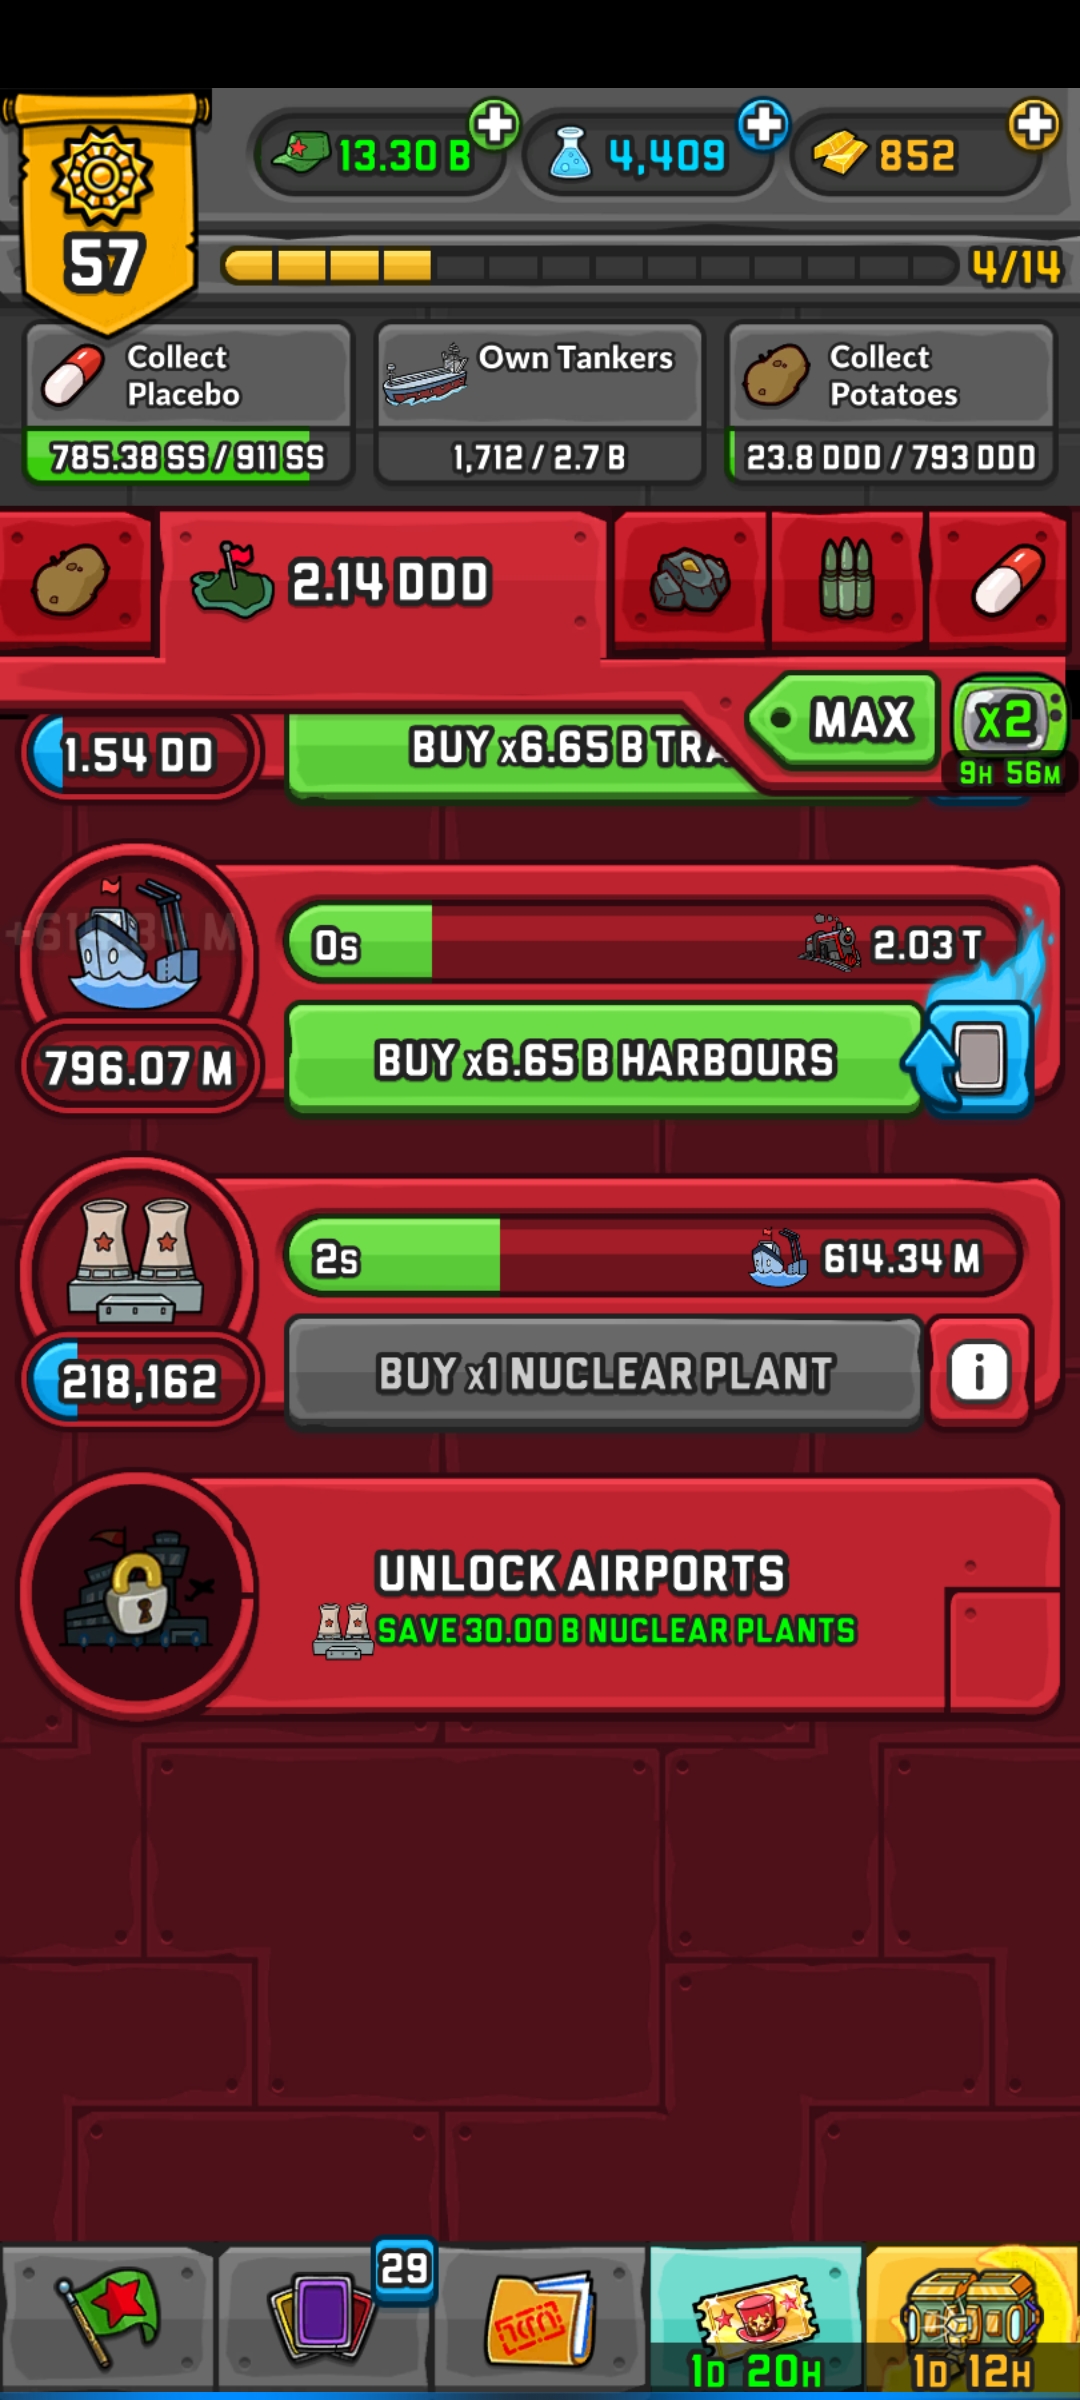 13.30 B
4,409
852
57
4/14
Collect
Placebo
785.38 SS / 911 SS
Own Tankers
1,712 / 2.7 B
Collect
Potatoes
23.8 DDD / 793 DDD
2.14 DDD
MAX
x2
9H 56M
1.54 DD
BUY x6.65 B TRA
0s
2.03 T
796.07 M
BUY x6.65 B HARBOURS
2s
614.34 M
218,162
BUY x1 NUCLEAR PLANT
i
UNLOCK AIRPORTS
SAVE 30.00 B NUCLEAR PLANTS
29
1D 20H
1D 12H